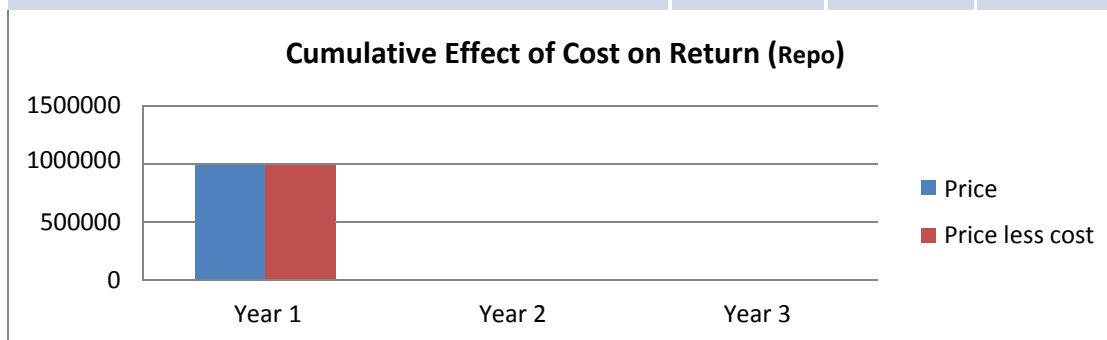 Cumulative Effect of Cost on Return (Repo)
1500000
1000000
500000
0
Year 1 Year 2 Year 3
Price
Price less cost